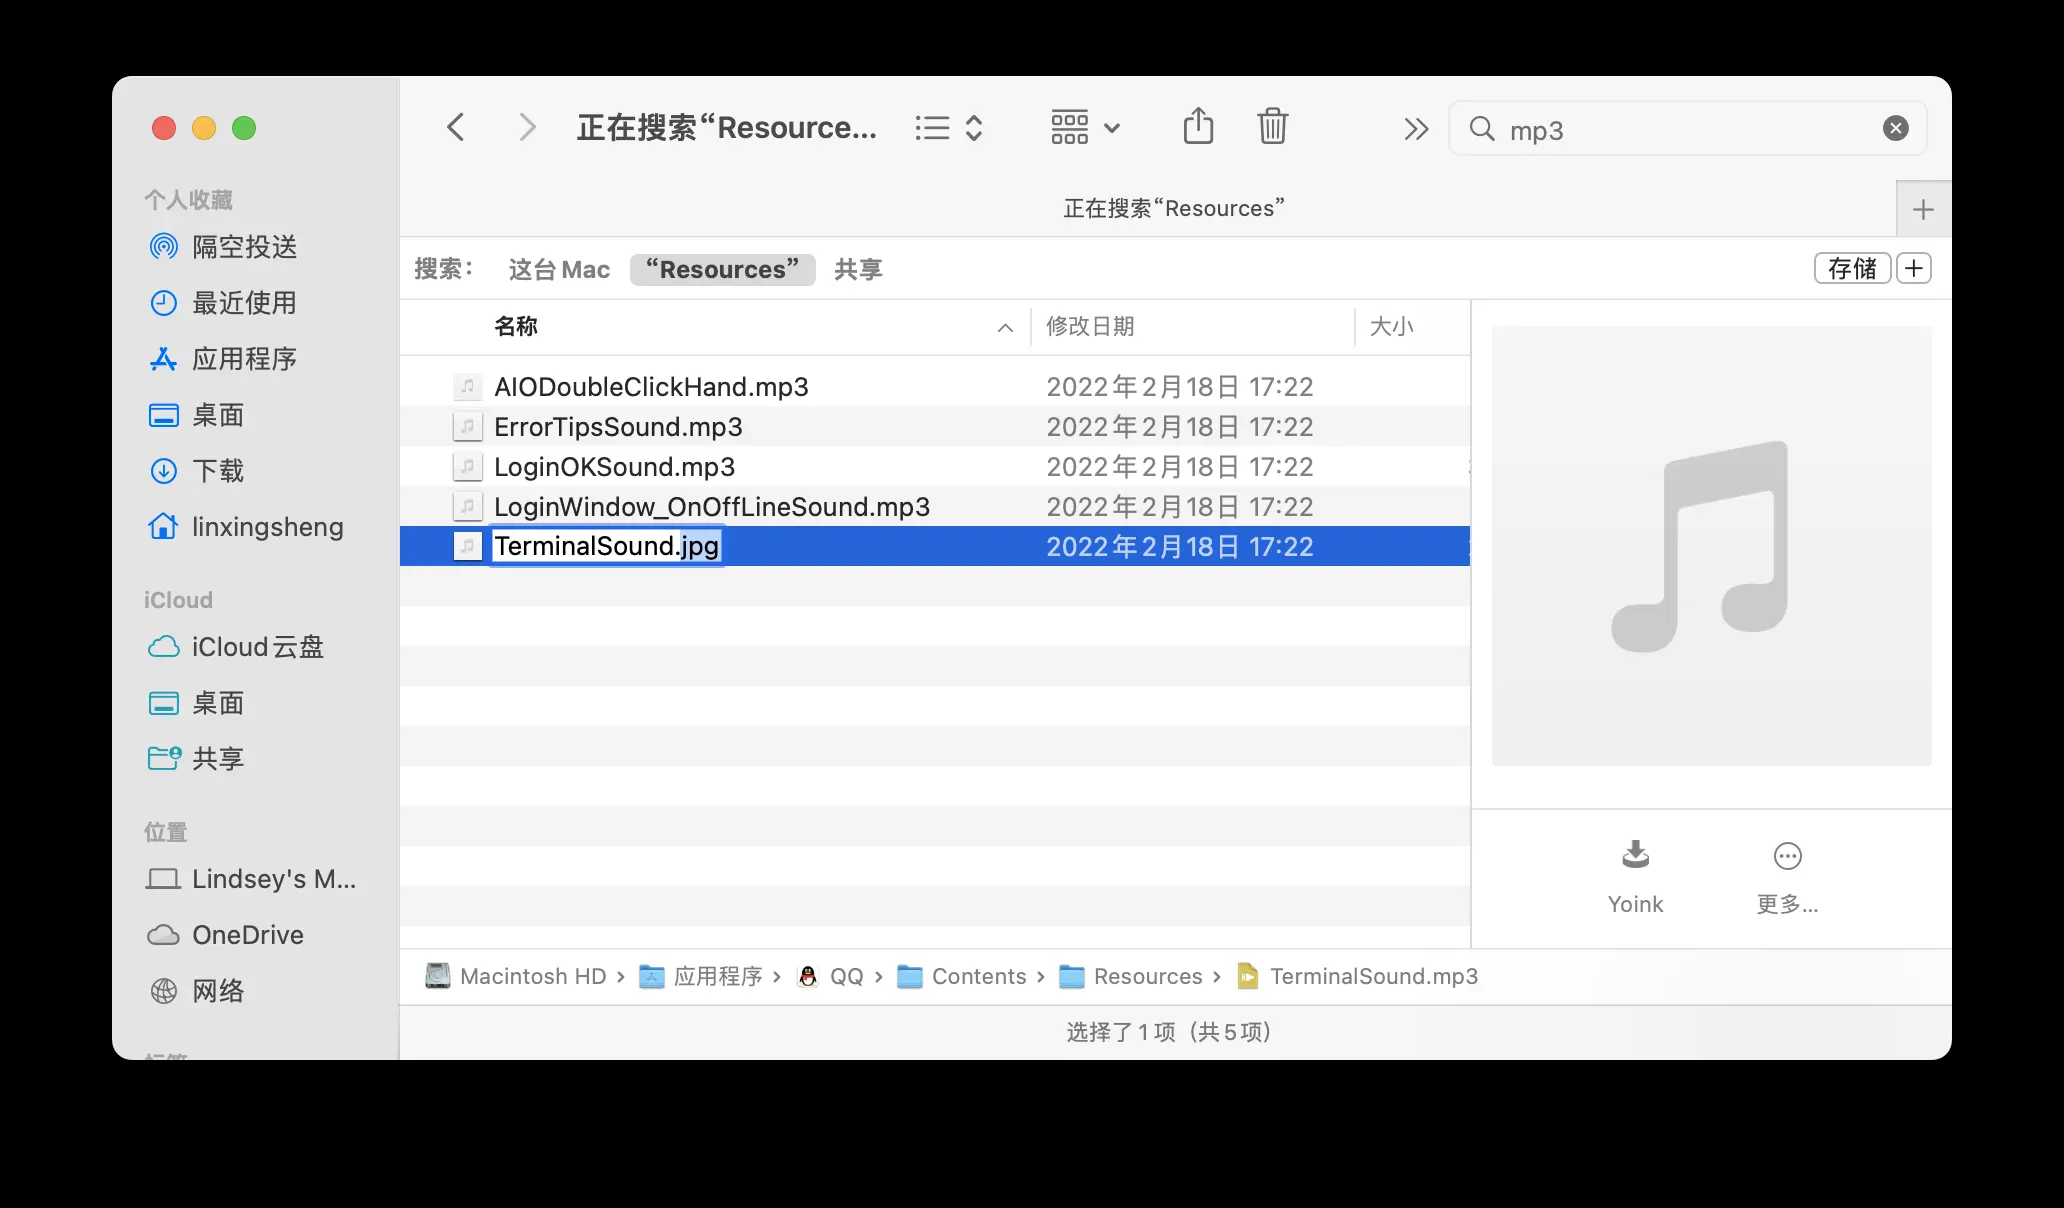 正在搜索“Resource...
mp3
正在搜索“Resources”
搜索：
这台 Mac
“Resources”
共享
存储
名称
修改日期
大小
AIODoubleClickHand.mp3
2022年2月18日 17:22
ErrorTipsSound.mp3
2022年2月18日 17:22
LoginOKSound.mp3
2022年2月18日 17:22
LoginWindow_OnOffLineSound.mp3
2022年2月18日 17:22
TerminalSound.jpg
2022年2月18日 17:22
个人收藏
隔空投送
最近使用
应用程序
桌面
下载
linxingsheng
iCloud
iCloud云盘
桌面
共享
位置
Lindsey's M...
OneDrive
网络
Yoink
更多...
Macintosh HD › 应用程序 › QQ › Contents › Resources › TerminalSound.mp3
选择了1项（共5项）